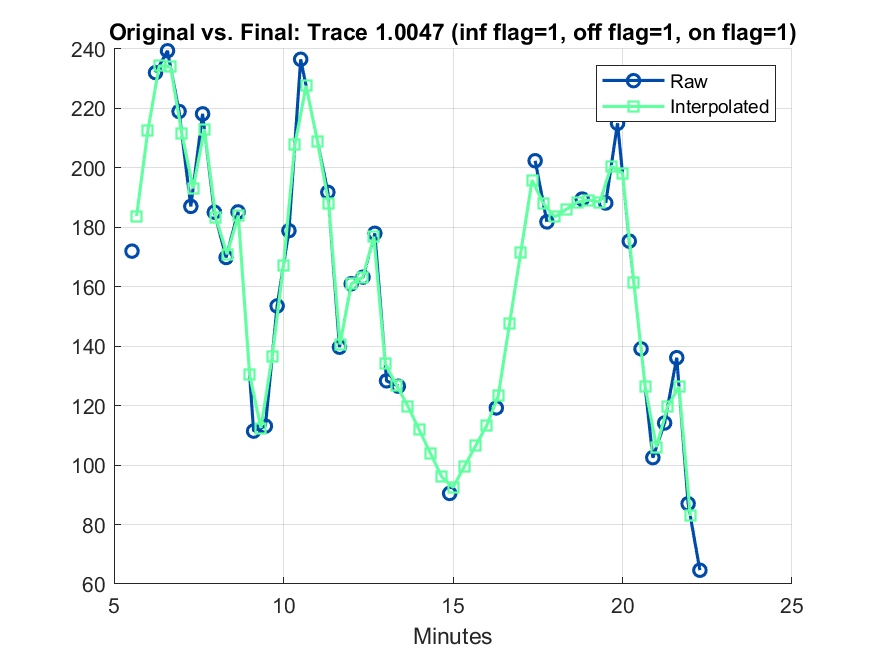 Original vs. Final: Trace 1.0047 (inf flag=1, off flag=1, on flag=1)
240
220
200
180
160
140
120
100
80
60
5 10 15 20 25
Minutes
Raw
Interpolated